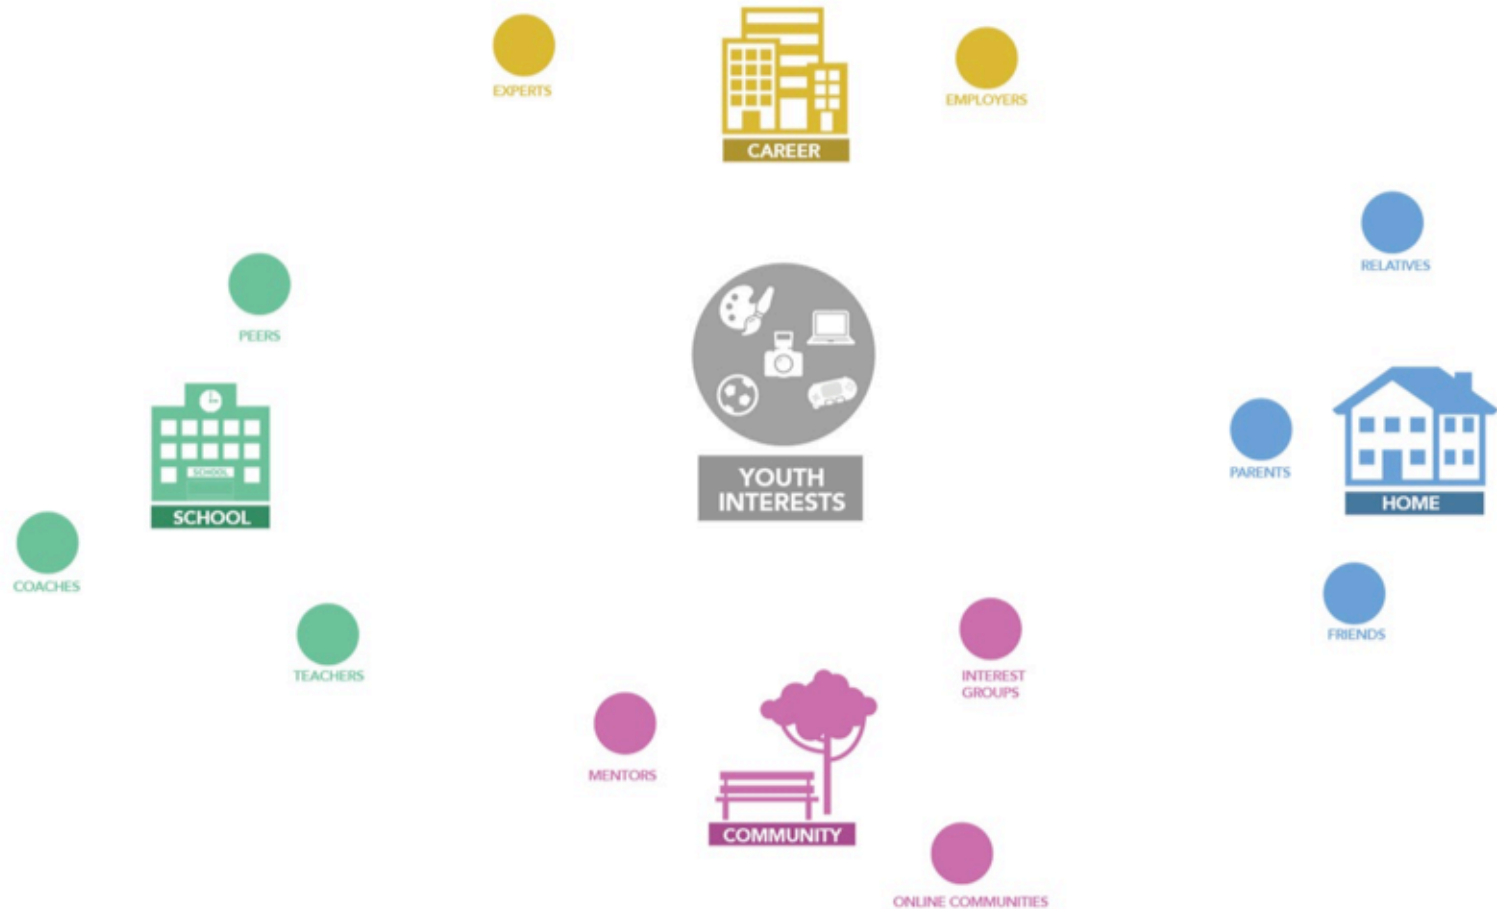 EXPERTS
EMPLOYERS
CAREER
RELATIVES
PEERS
SCHOOL
SCHOOL
YOUTH
INTERESTS
PARENTS
HOME
COACHES
TEACHERS
FRIENDS
INTEREST
GROUPS
MENTORS
COMMUNITY
ONLINE COMMUNITIES